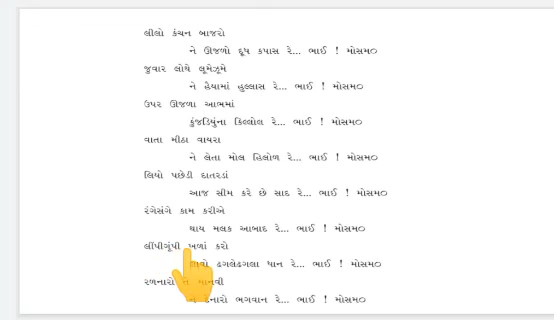 લીલો કંચન બાજરો
ને ઊજળો દૂધ કપાસ રે... ભાઈ ! મોસમ૦
જુવાર લોથે લૂમેઝૂમે
ને હૈયામાં હુલ્લાસ રે... ભાઈ ! મોસમ૦
ઉપર ઊજળા આભમાં
કુંજડિયુંના કિલ્લોલ રે... ભાઈ ! મોસમ૦
વાતા મીઠા વાયરા
ને લેતા મોલ હિલોળ રે... ભાઈ ! મોસમ૦
લિયો પછેડી દાતરડાં
આજ સીમ કરે છે સાદ રે... ભાઈ ! મોસમ૦
રંગેસંગે કામ કરીએ
થાય મલક આબાદ રે... ભાઈ ! મોસમ૦
લીંપીગૂંપી ખળાં કરો
ઢગલેઢગલા ધાન રે... ભાઈ ! મોસમ૦
રળનારો તે માનવી
ને દેનારો ભગવાન રે... ભાઈ ! મોસમ૦